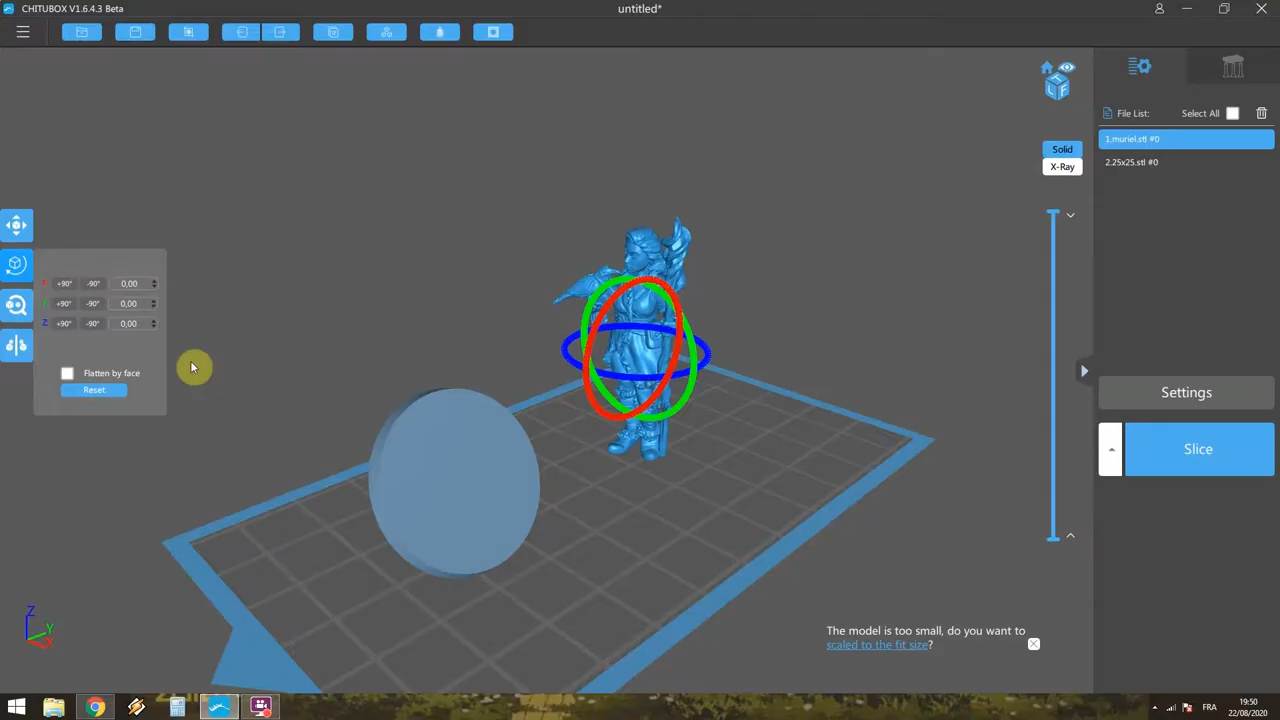 CHITUBOX V1.6.4.3 Beta
untitled*
File List:
Select All
1.muriel.stl #0
2.25x25.stl #0
T
L F
Solid
X-Ray
X: +90° -90° 0,00
Y: +90° -90° 0,00
Z: +90° -90° 0,00
Flatten by face
Reset
Settings
Slice
Z
Y
X
The model is too small, do you want to
scaled to the fit size?
FRA
19:50
22/08/2020